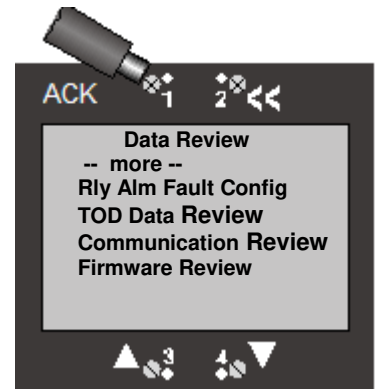 ACK 1 2 <<
Data Review
-- more --
Rly Alm Fault Config
TOD Data Review
Communication Review
Firmware Review
3 4